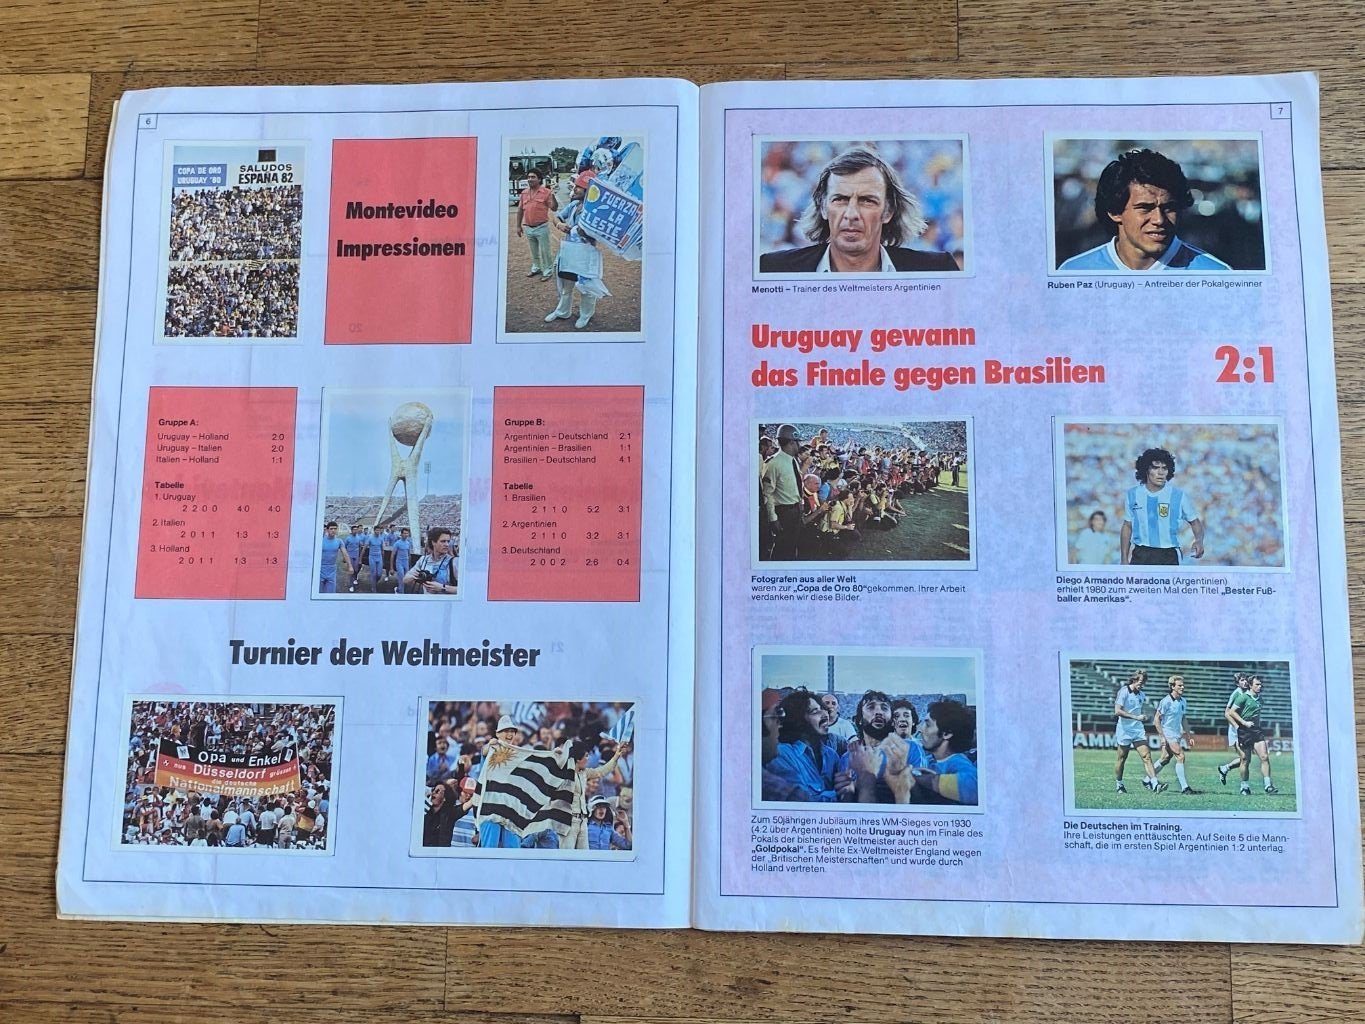 6
COPA DE ORO
URUGUAY '80
SALUDOS
ESPAÑA 82
Montevideo
Impressionen
FUERZA
LA
CELESTE
Gruppe A:
Uruguay – Holland 2:0
Uruguay – Italien 2:0
Italien – Holland 1:1
Tabelle
1. Uruguay
2 2 0 0 4:0 4:0
2. Italien
2 0 1 1 1:3 1:3
3. Holland
2 0 1 1 1:3 1:3
Gruppe B:
Argentinien – Deutschland 2:1
Argentinien – Brasilien 1:1
Brasilien – Deutschland 4:1
Tabelle
1. Brasilien
2 1 1 0 5:2 3:1
2. Argentinien
2 1 1 0 3:2 3:1
3. Deutschland
2 0 0 2 2:6 0:4
Turnier der Weltmeister
Opa und Enkel
aus Düsseldorf grüssen
die deutsche
Nationalmannschaft
7
Menotti – Trainer des Weltmeisters Argentinien
Ruben Paz (Uruguay) – Antreiber der Pokalgewinner
Uruguay gewann
das Finale gegen Brasilien 2:1
Fotografen aus aller Welt
waren zur „Copa de Oro 80“ gekommen. Ihrer Arbeit
verdanken wir diese Bilder.
Diego Armando Maradona (Argentinien)
erhielt 1980 zum zweiten Mal den Titel „Bester Fuß-
baller Amerikas“.
Zum 50jährigen Jubiläum ihres WM-Sieges von 1930
(4:2 über Argentinien) holte Uruguay nun im Finale des
Pokals der bisherigen Weltmeister auch den
„Goldpokal“. Es fehlte Ex-Weltmeister England wegen
der „Britischen Meisterschaften“ und wurde durch
Holland vertreten.
Die Deutschen im Training.
Ihre Leistungen enttäuschten. Auf Seite 5 die Mann-
schaft, die im ersten Spiel Argentinien 1:2 unterlag.